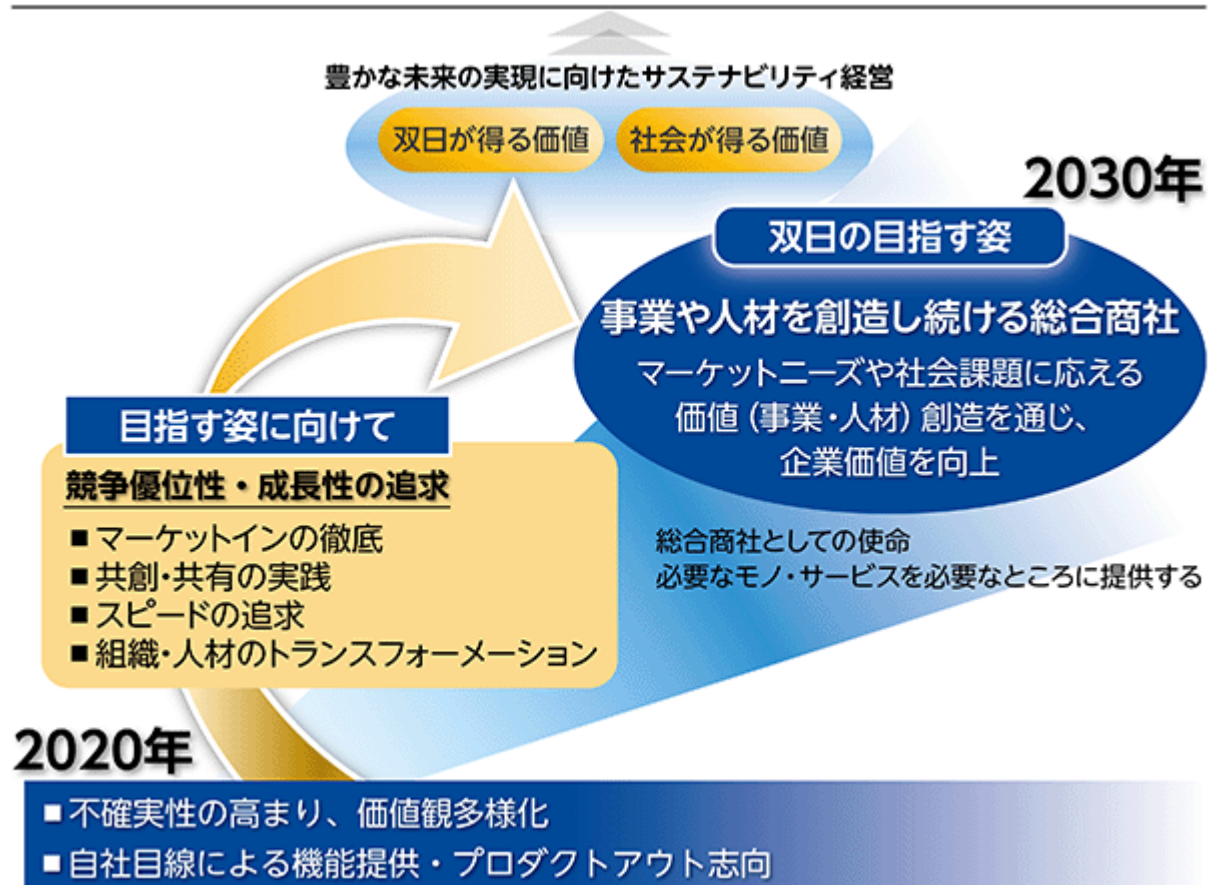 豊かな未来の実現に向けたサステナビリティ経営
双日が得る価値
社会が得る価値
2030年
双日の目指す姿
事業や人材を創造し続ける総合商社
マーケットニーズや社会課題に応える
価値（事業・人材）創造を通じ、
企業価値を向上
目指す姿に向けて
競争優位性・成長性の追求
■マーケットインの徹底
■共創・共有の実践
■スピードの追求
■組織・人材のトランスフォーメーション
総合商社としての使命
必要なモノ・サービスを必要なところに提供する
2020年
■不確実性の高まり、価値観多様化
■自社目線による機能提供・プロダクトアウト志向